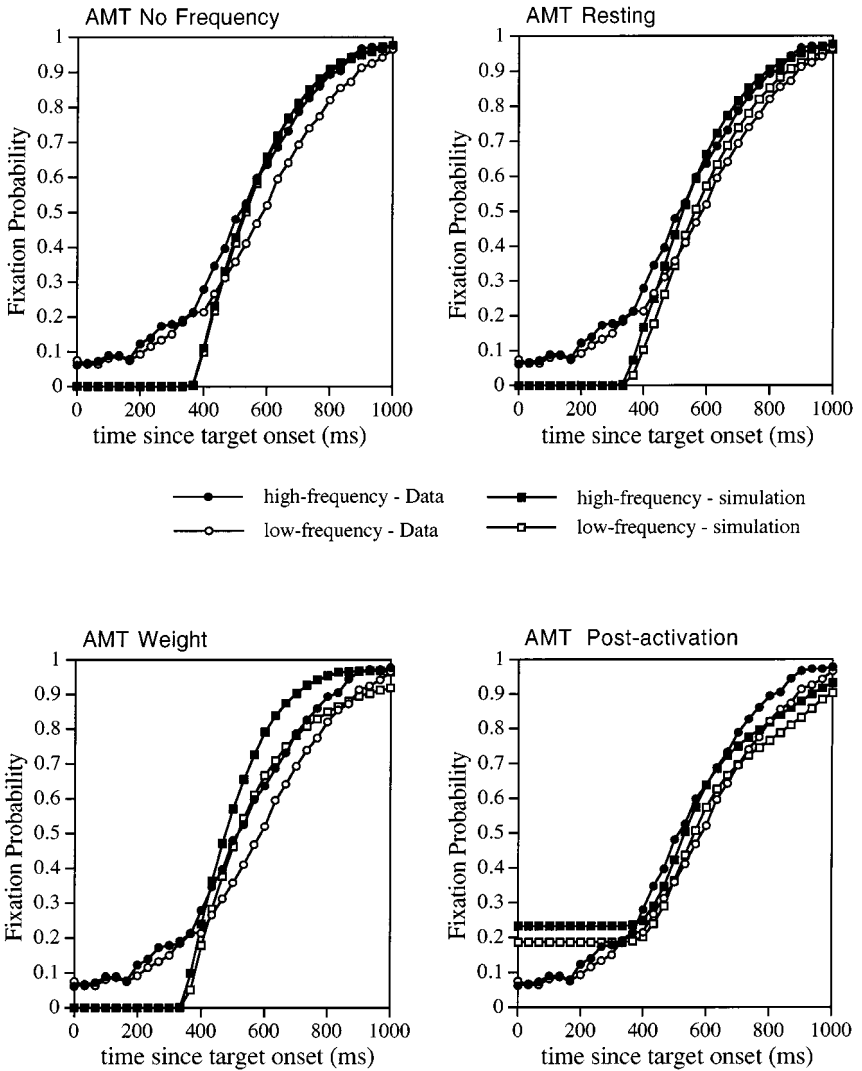 AMT No Frequency
1
0.9
0.8
0.7
0.6
0.5
0.4
0.3
0.2
0.1
0
Fixation Probability
0 200 400 600 800 1000
time since target onset (ms)
AMT Resting
1
0.9
0.8
0.7
0.6
0.5
0.4
0.3
0.2
0.1
0
Fixation Probability
0 200 400 600 800 1000
time since target onset (ms)
high-frequency - Data
low-frequency - Data
high-frequency - simulation
low-frequency - simulation
AMT Weight
1
0.9
0.8
0.7
0.6
0.5
0.4
0.3
0.2
0.1
0
Fixation Probability
0 200 400 600 800 1000
time since target onset (ms)
AMT Post-activation
1
0.9
0.8
0.7
0.6
0.5
0.4
0.3
0.2
0.1
0
Fixation Probability
0 200 400 600 800 1000
time since target onset (ms)